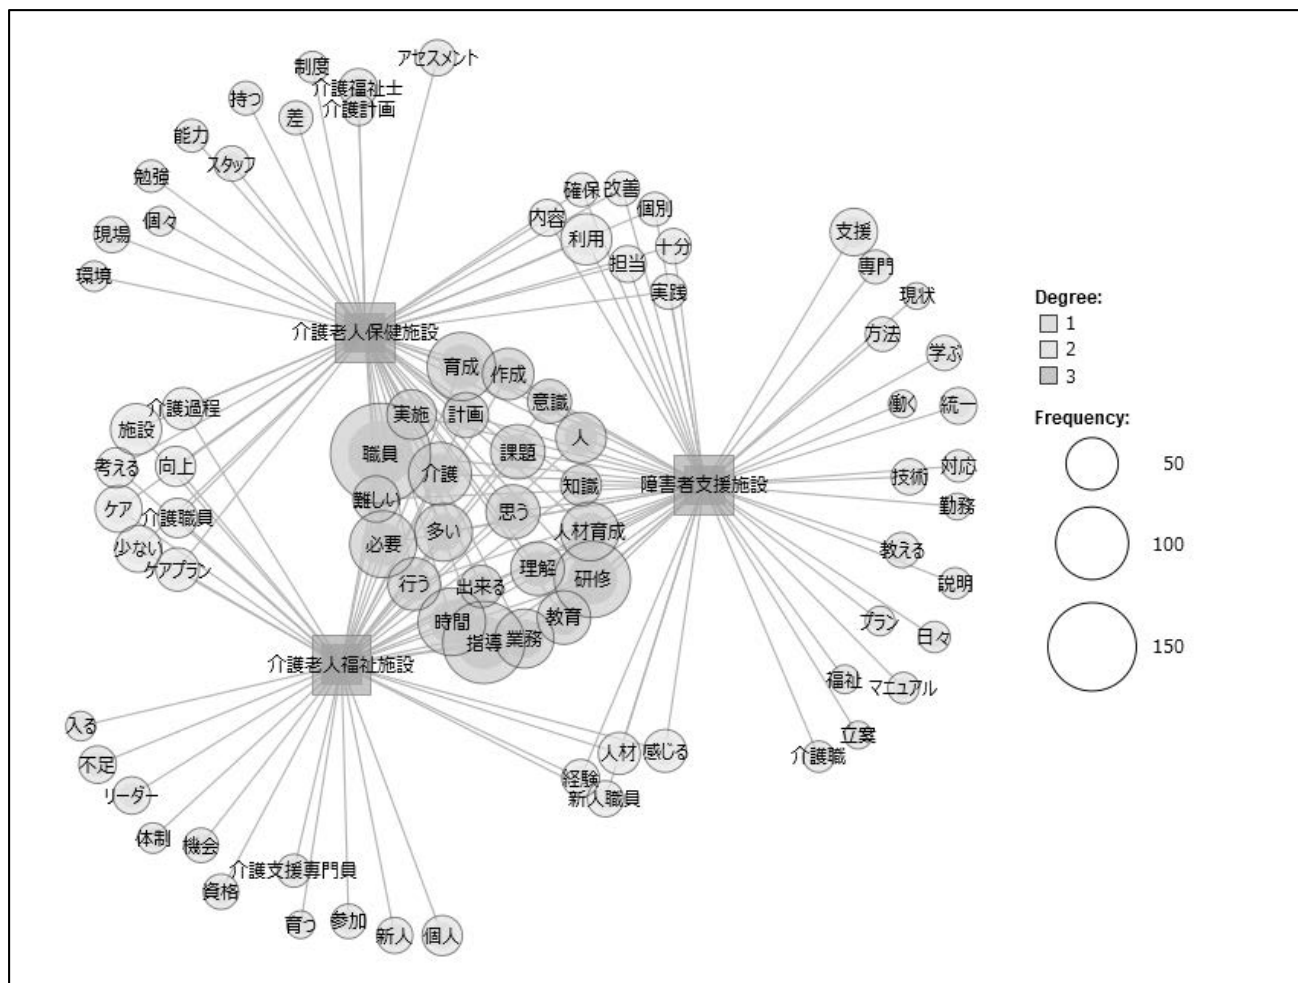 アセスメント
制度
介護福祉士
介護計画
持つ
差
能力
スタッフ
勉強
個々
現場
環境
確保
改善
内容
個別
利用
十分
担当
実践
支援
専門
現状
方法
学ぶ
働く
統一
技術
対応
勤務
教える
説明
プラン
日々
福祉
マニュアル
立案
介護職
介護老人保健施設
育成
作成
意識
実施
計画
人
職員
課題
介護
知識
難しい
思う
多い
人材育成
必要
理解
研修
行う
出来る
時間
教育
指導
業務
障害者支援施設
介護過程
施設
考える
向上
ケア
介護職員
少ない
ケアプラン
介護老人福祉施設
入る
不足
リーダー
体制
機会
介護支援専門員
資格
育つ
参加
新人
個人
人材
感じる
経験
新人職員
Degree:
1
2
3
Frequency:
50
100
150